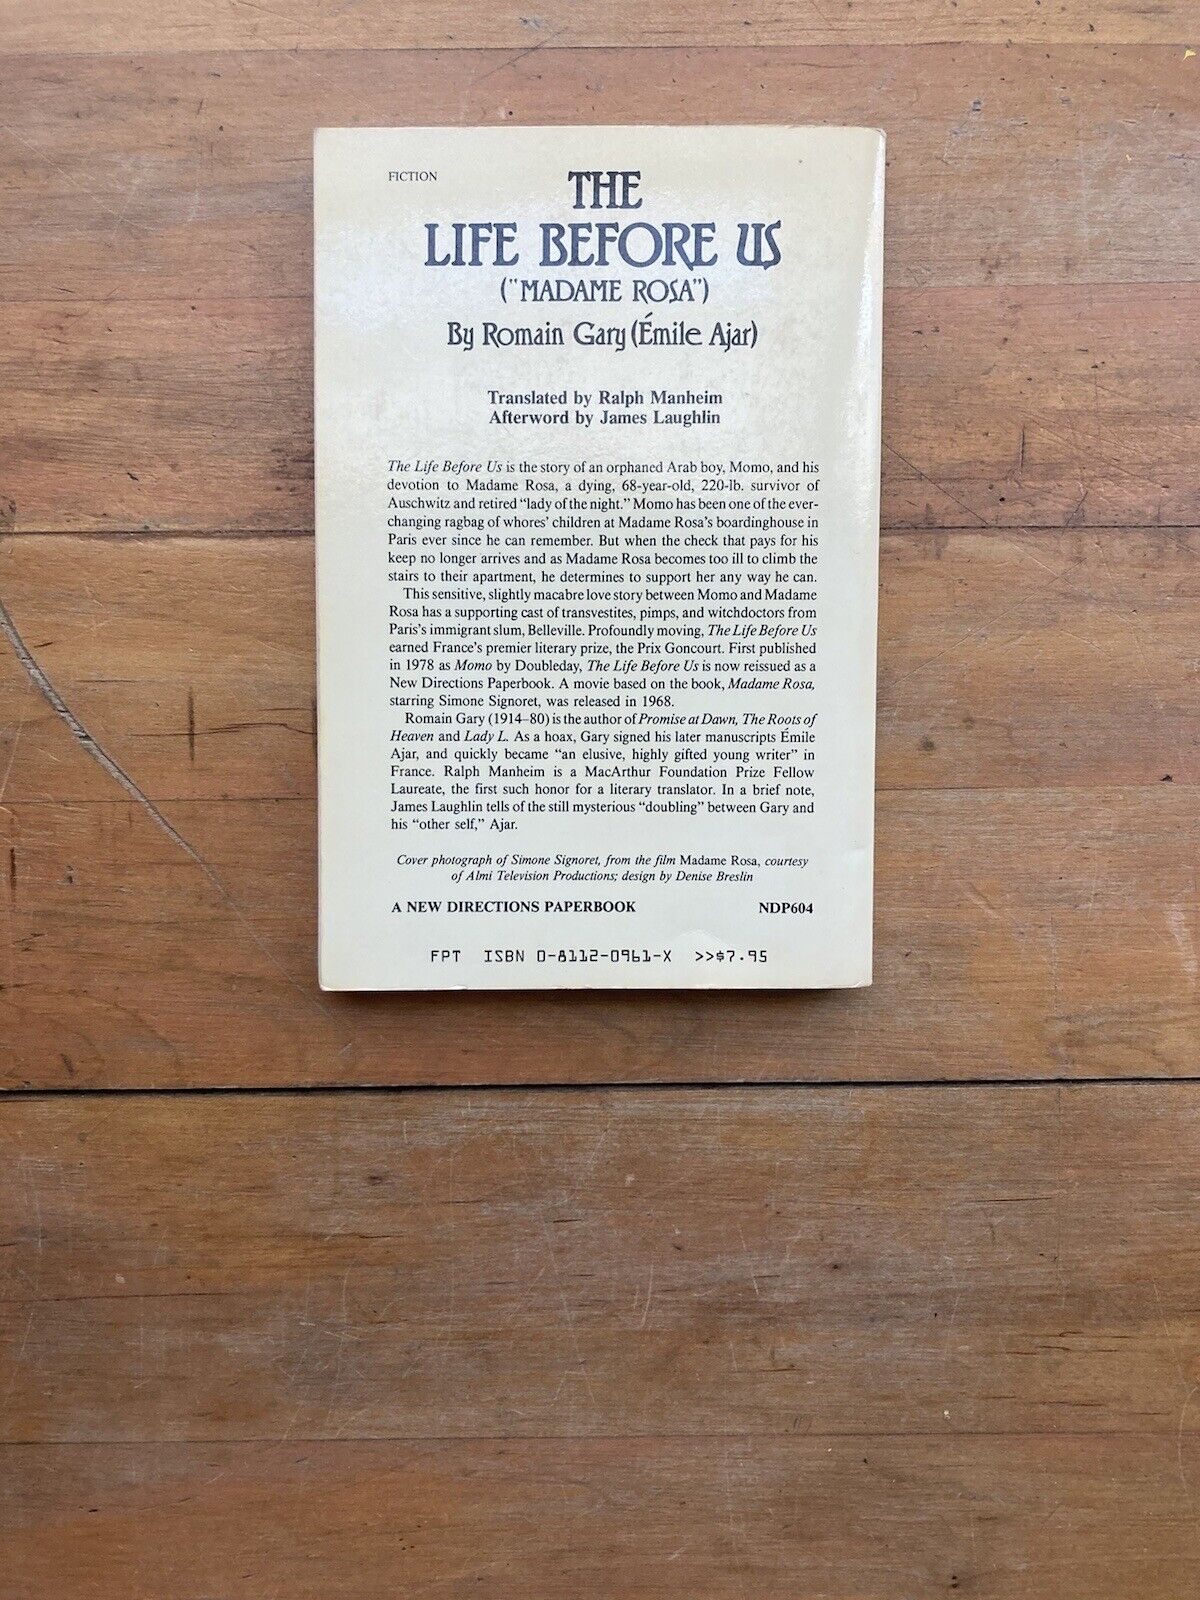 FICTION
THE
LIFE BEFORE US
("MADAME ROSA")
By Romain Gary (Émile Ajar)
Translated by Ralph Manheim
Afterword by James Laughlin
The Life Before Us is the story of an orphaned Arab boy, Momo, and his
devotion to Madame Rosa, a dying, 68-year-old, 220-lb. survivor of
Auschwitz and retired “lady of the night.” Momo has been one of the ever-
changing ragbag of whores’ children at Madame Rosa’s boardinghouse in
Paris ever since he can remember. But when the check that pays for his
keep no longer arrives and as Madame Rosa becomes too ill to climb the
stairs to their apartment, he determines to support her any way he can.
This sensitive, slightly macabre love story between Momo and Madame
Rosa has a supporting cast of transvestites, pimps, and witchdoctors from
Paris’s immigrant slum, Belleville. Profoundly moving, The Life Before Us
earned France’s premier literary prize, the Prix Goncourt. First published
in 1978 as Momo by Doubleday, The Life Before Us is now reissued as a
New Directions Paperbook. A movie based on the book, Madame Rosa,
starring Simone Signoret, was released in 1968.
Romain Gary (1914–80) is the author of Promise at Dawn, The Roots of
Heaven and Lady L. As a hoax, Gary signed his later manuscripts Émile
Ajar, and quickly became “an elusive, highly gifted young writer” in
France. Ralph Manheim is a MacArthur Foundation Prize Fellow
Laureate, the first such honor for a literary translator. In a brief note,
James Laughlin tells of the still mysterious “doubling” between Gary and
his “other self,” Ajar.
Cover photograph of Simone Signoret, from the film Madame Rosa, courtesy
of Almi Television Productions; design by Denise Breslin
A NEW DIRECTIONS PAPERBOOK NDP604
FPT ISBN 0-8112-0961-X >>$7.95